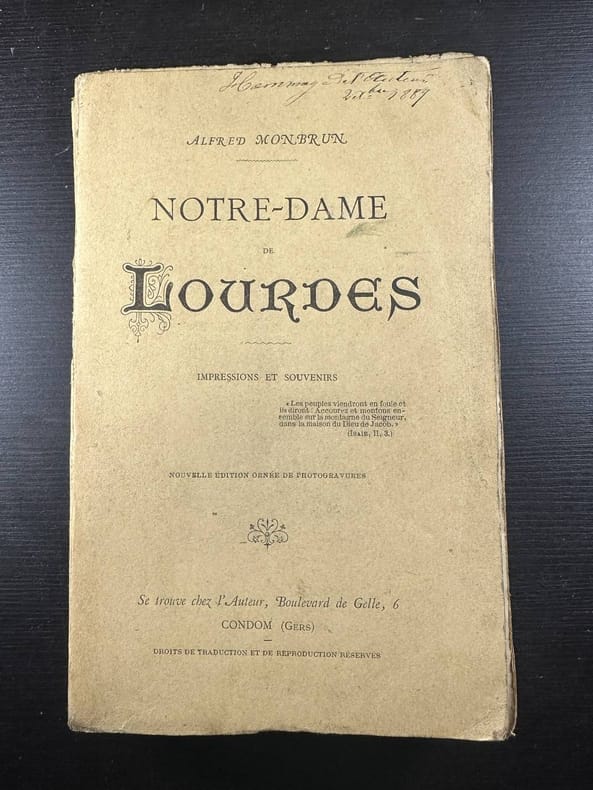 Hommage de l'Auteur
Xbre 1889
ALFRED MONBRUN
NOTRE-DAME
DE
LOURDES
IMPRESSIONS ET SOUVENIRS
«Les peuples viendront en foule et
ils diront: Accourez et montons en-
semble sur la montagne du Seigneur,
dans la maison du Dieu de Jacob.»
(ISAIE, II, 3.)
NOUVELLE ÉDITION ORNÉE DE PHOTOGRAVURES
Se trouve chez l'Auteur, Boulevard de Gelle, 6
CONDOM (GERS)
DROITS DE TRADUCTION ET DE REPRODUCTION RÉSERVÉS